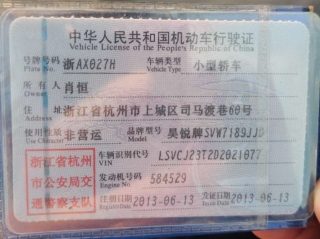 中华人民共和国机动车行驶证
Vehicle License of the People's Republic of China
号牌号码 浙AX027H 车辆类型 小型轿车
Plate No. Vehicle Type
所有人 肖恒
Owner
住址 浙江省杭州市上城区司马渡巷60号
Address
使用性质 非营运 品牌型号 昊锐牌SVW7189JJD
Use Character Model
浙江省杭州
市公安局交
通警察支队
车辆识别代号 LSVCJ23T2D2021077
VIN
发动机号码 584529
Engine No.
注册日期 2013-06-13 发证日期 2013-06-13
Register Date Issue Date